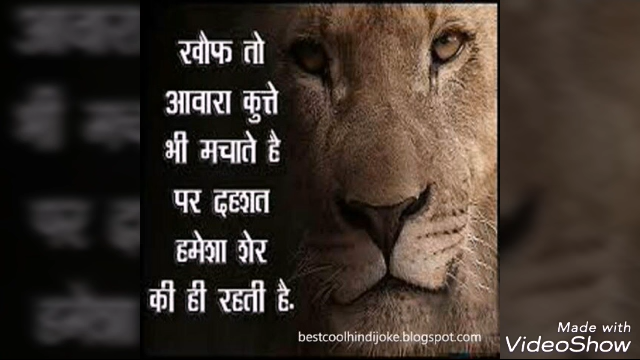 खौफ तो
आवारा कुत्ते
भी मचाते है
पर दहशत
हमेशा शेर
की ही रहती है.
bestcoolhindijoke.blogspot.com
Made with
VideoShow